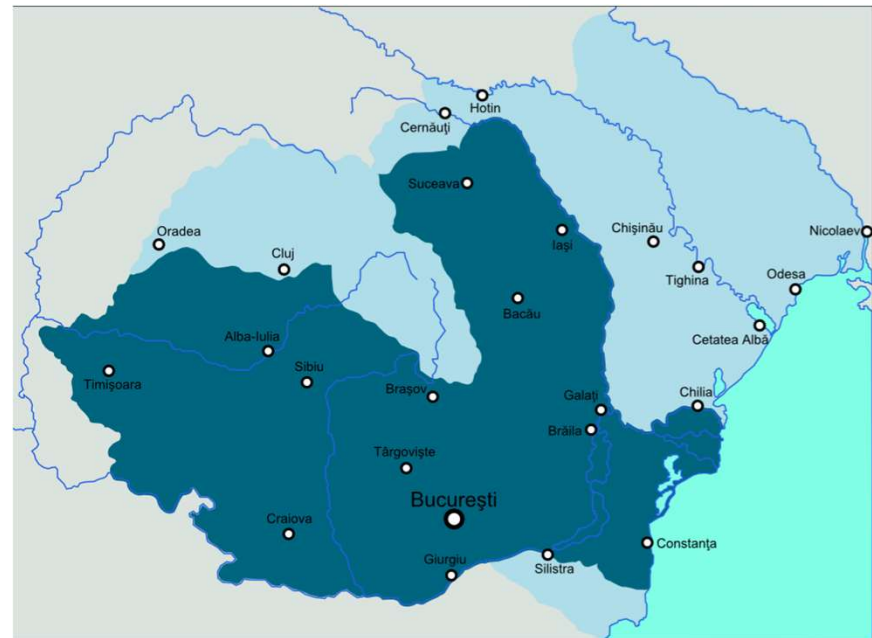 Hotin
Cernăuţi
Suceava
Oradea
Iaşi
Chişinău
Nicolaev
Cluj
Tighina
Odesa
Bacău
Alba-Iulia
Cetatea Albă
Sibiu
Timişoara
Braşov
Galaţi
Chilia
Brăila
Târgovişte
Bucureşti
Craiova
Constanţa
Giurgiu
Silistra